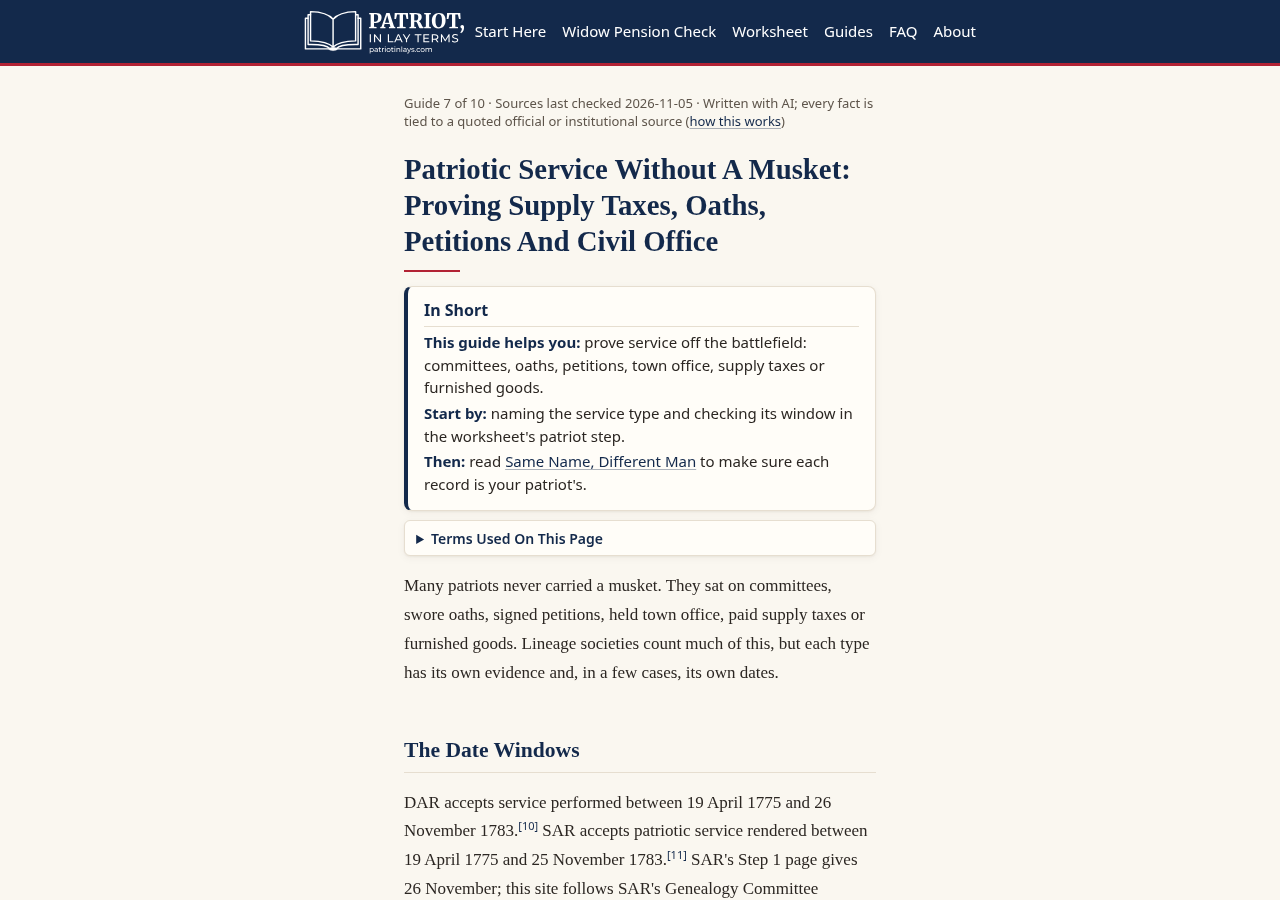 PATRIOT,
IN LAY TERMS
patriotinlays.com
Start Here Widow Pension Check Worksheet Guides FAQ About
Guide 7 of 10 · Sources last checked 2026-11-05 · Written with AI; every fact is
tied to a quoted official or institutional source (how this works)
Patriotic Service Without A Musket:
Proving Supply Taxes, Oaths,
Petitions And Civil Office
In Short
This guide helps you: prove service off the battlefield:
committees, oaths, petitions, town office, supply taxes or
furnished goods.
Start by: naming the service type and checking its window in
the worksheet's patriot step.
Then: read Same Name, Different Man to make sure each
record is your patriot's.
▶ Terms Used On This Page
Many patriots never carried a musket. They sat on committees,
swore oaths, signed petitions, held town office, paid supply taxes or
furnished goods. Lineage societies count much of this, but each type
has its own evidence and, in a few cases, its own dates.
The Date Windows
DAR accepts service performed between 19 April 1775 and 26
November 1783.[10] SAR accepts patriotic service rendered between
19 April 1775 and 25 November 1783.[11] SAR's Step 1 page gives
26 November; this site follows SAR's Genealogy Committee